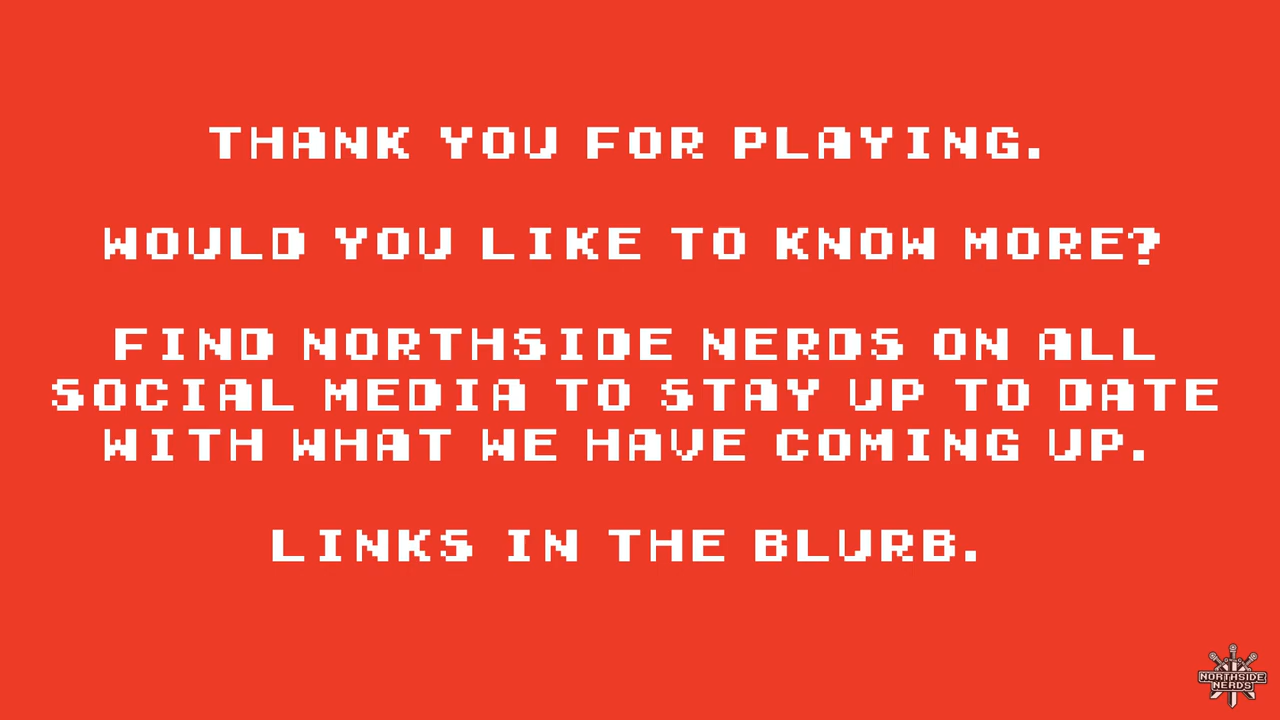 THANK YOU FOR PLAYING.
WOULD YOU LIKE TO KNOW MORE?
FIND NORTHSIDE NERDS ON ALL
SOCIAL MEDIA TO STAY UP TO DATE
WITH WHAT WE HAVE COMING UP.
LINKS IN THE BLURB.
NORTHSIDE
NERDS